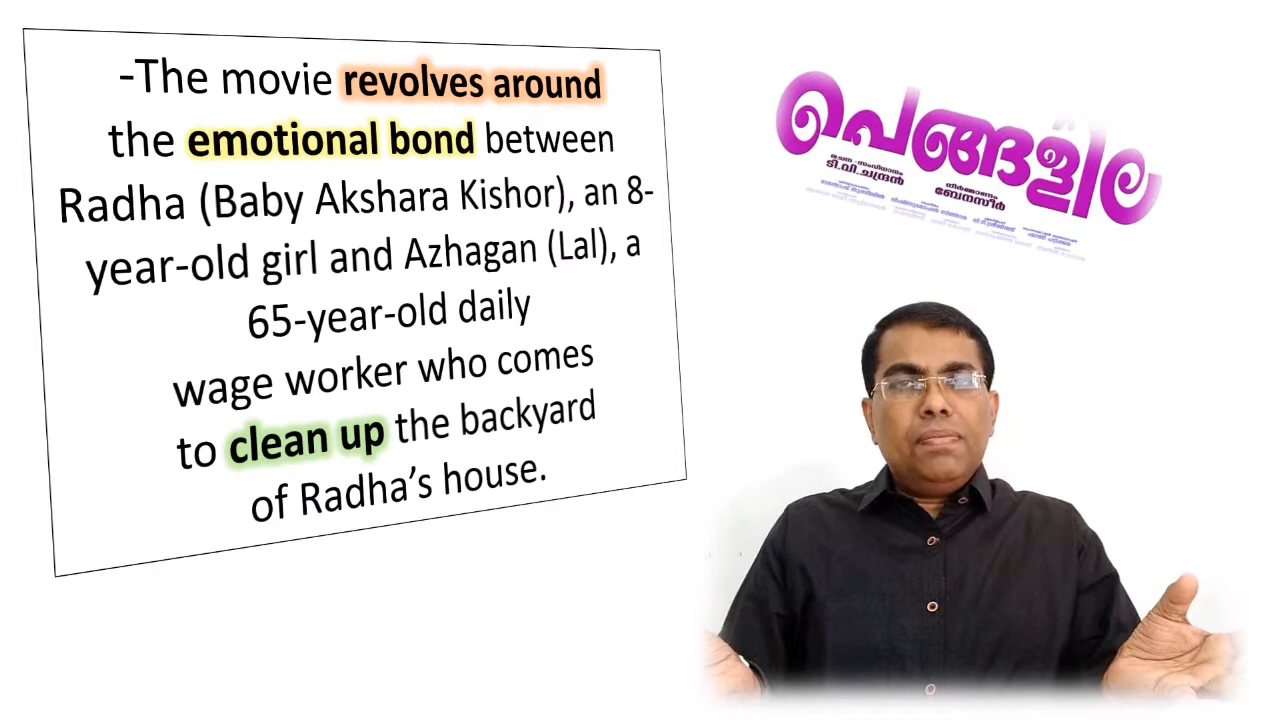 -The movie revolves around
the emotional bond between
Radha (Baby Akshara Kishor), an 8-
year-old girl and Azhagan (Lal), a
65-year-old daily
wage worker who comes
to clean up the backyard
of Radha’s house.
പെങ്ങളില
രചന -സംവിധാനം
ടി.വി.ചന്ദ്രൻ
നിർമ്മാണം
ബേനസീർ